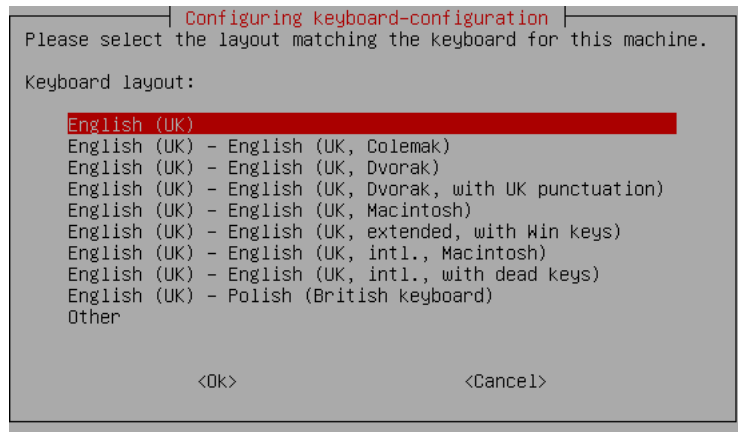 Configuring keyboard-configuration
Please select the layout matching the keyboard for this machine.
Keyboard layout:
English (UK)
English (UK) – English (UK, Colemak)
English (UK) – English (UK, Dvorak)
English (UK) – English (UK, Dvorak, with UK punctuation)
English (UK) – English (UK, Macintosh)
English (UK) – English (UK, extended, with Win keys)
English (UK) – English (UK, intl., Macintosh)
English (UK) – English (UK, intl., with dead keys)
English (UK) – Polish (British keyboard)
Other
<Ok> <Cancel>